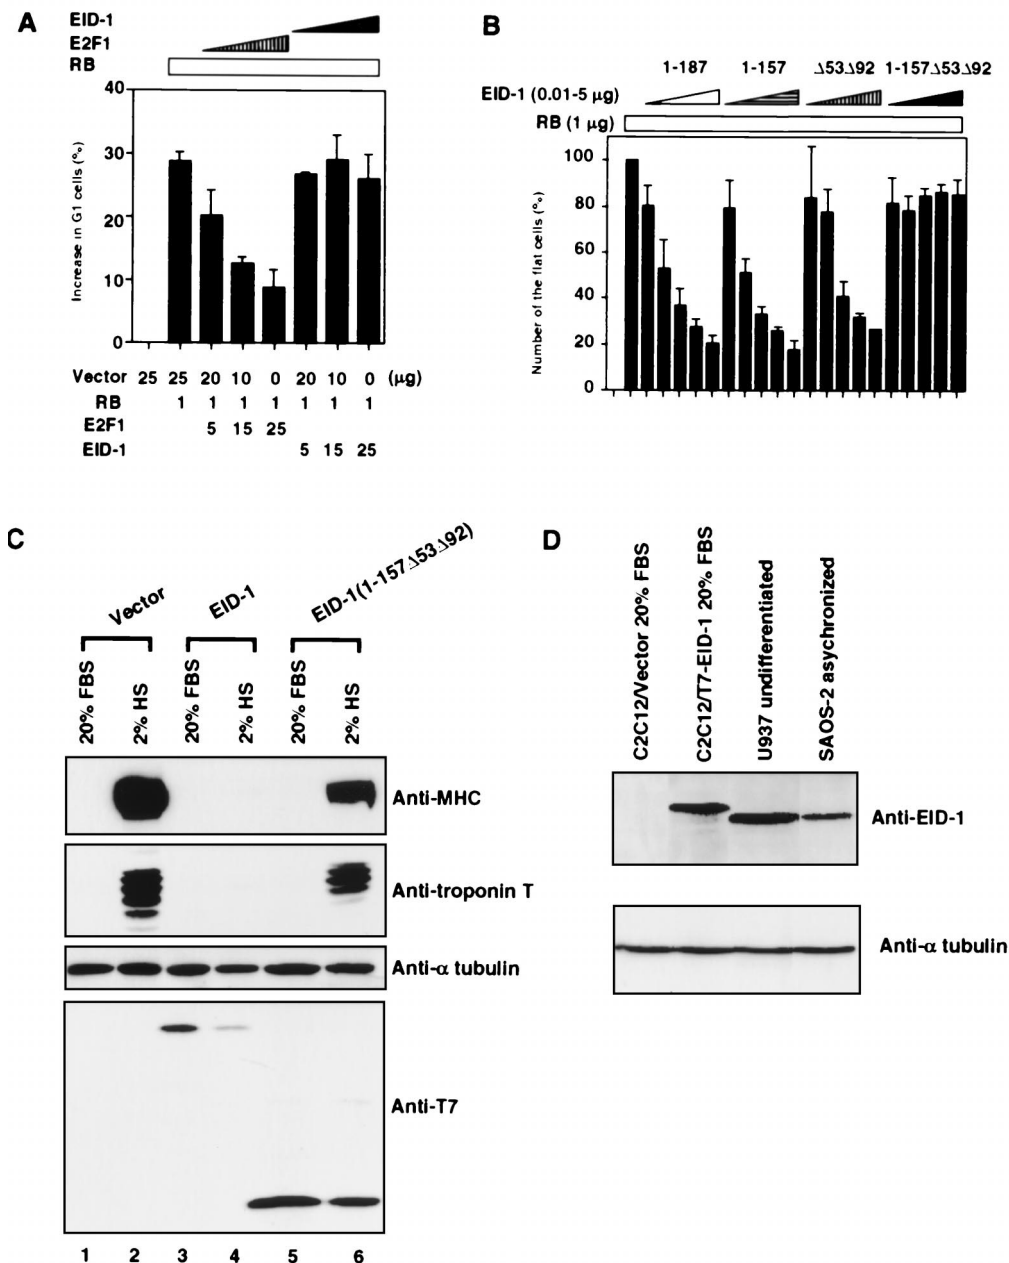 A
EID-1
E2F1
RB
Increase in G1 cells (%)
40
30
20
10
0
Vector 25 25 20 10 0 20 10 0 (μg)
RB 1 1 1 1 1 1 1
E2F1 5 15 25
EID-1 5 15 25
B
1-187 1-157 Δ53Δ92 1-157Δ53Δ92
EID-1 (0.01-5 μg)
RB (1 μg)
Number of the flat cells (%)
100
80
60
40
20
0
C
Vector EID-1 EID-1(1-157Δ53Δ92)
20% FBS 2% HS 20% FBS 2% HS 20% FBS 2% HS
Anti-MHC
Anti-troponin T
Anti-α tubulin
Anti-T7
1 2 3 4 5 6
D
C2C12/Vector 20% FBS
C2C12/T7-EID-1 20% FBS
U937 undifferentiated
SAOS-2 asychronized
Anti-EID-1
Anti-α tubulin